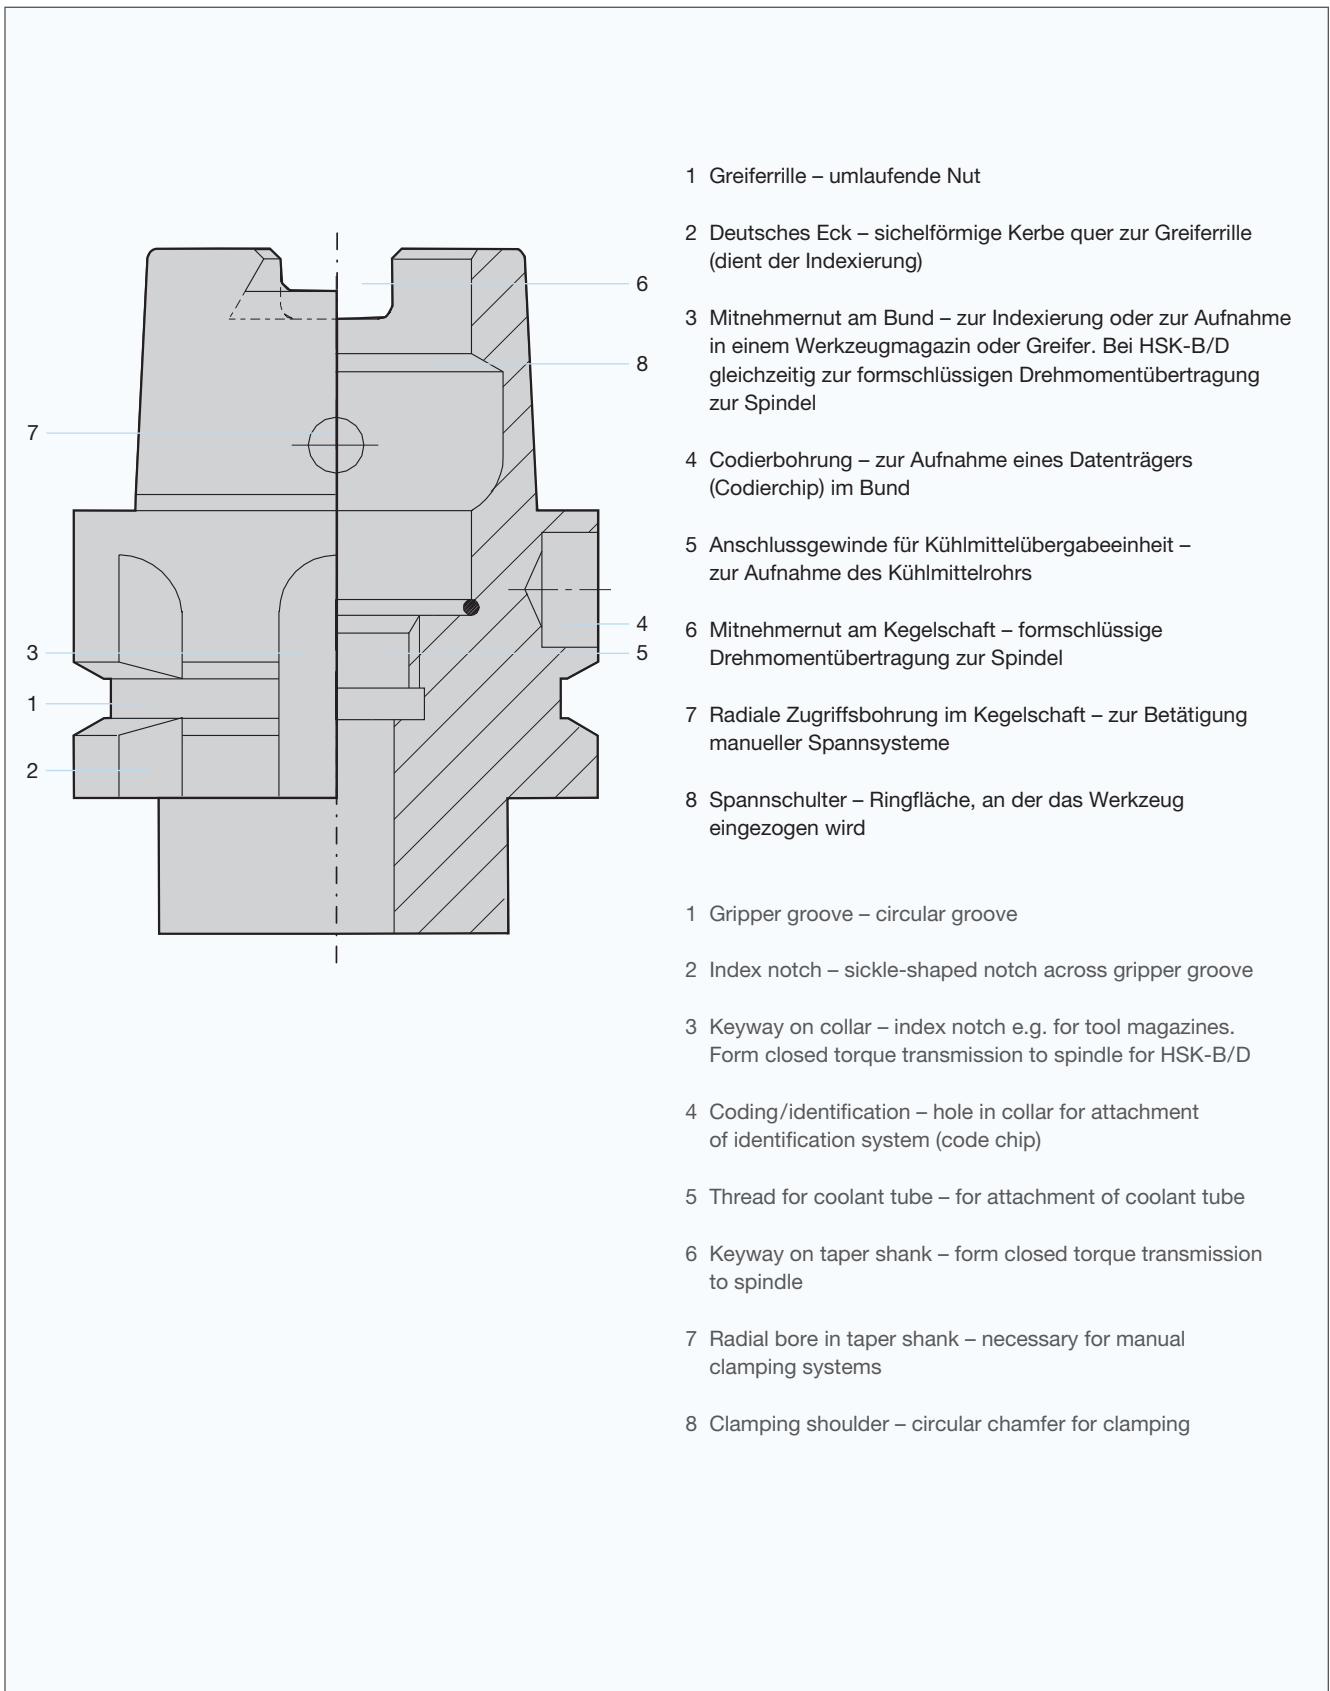 1 Greiferrille – umlaufende Nut
2 Deutsches Eck – sichelförmige Kerbe quer zur Greiferrille
(dient der Indexierung)
3 Mitnehmernut am Bund – zur Indexierung oder zur Aufnahme
in einem Werkzeugmagazin oder Greifer. Bei HSK-B/D
gleichzeitig zur formschlüssigen Drehmomentübertragung
zur Spindel
4 Codierbohrung – zur Aufnahme eines Datenträgers
(Codierchip) im Bund
5 Anschlussgewinde für Kühlmittelübergabeeinheit –
zur Aufnahme des Kühlmittelrohrs
6 Mitnehmernut am Kegelschaft – formschlüssige
Drehmomentübertragung zur Spindel
7 Radiale Zugriffsbohrung im Kegelschaft – zur Betätigung
manueller Spannsysteme
8 Spannschulter – Ringfläche, an der das Werkzeug
eingezogen wird
1 Gripper groove – circular groove
2 Index notch – sickle-shaped notch across gripper groove
3 Keyway on collar – index notch e.g. for tool magazines.
Form closed torque transmission to spindle for HSK-B/D
4 Coding/identification – hole in collar for attachment
of identification system (code chip)
5 Thread for coolant tube – for attachment of coolant tube
6 Keyway on taper shank – form closed torque transmission
to spindle
7 Radial bore in taper shank – necessary for manual
clamping systems
8 Clamping shoulder – circular chamfer for clamping
6
8
7
4
3
5
1
2